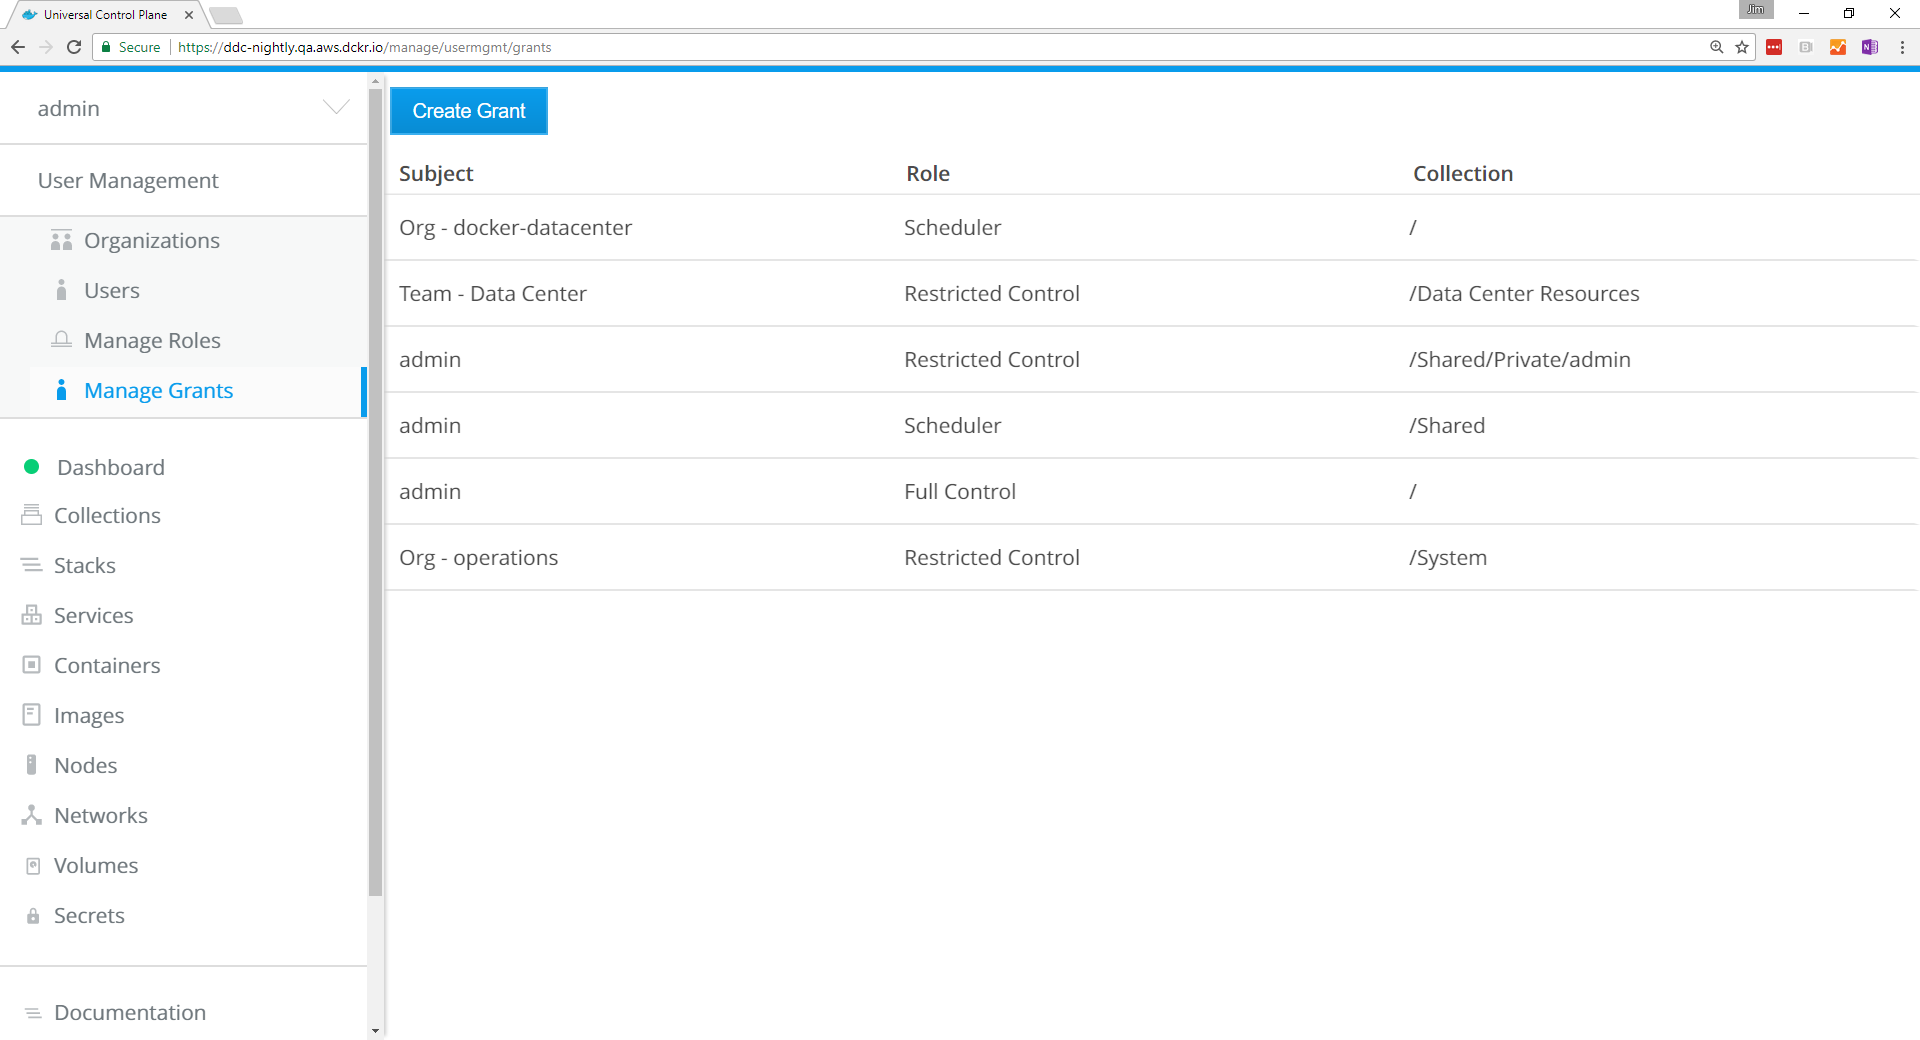 Universal Control Plane
Jim
Secure https://ddc-nightly.qa.aws.dckr.io/manage/usermgmt/grants
admin
User Management
Organizations
Users
Manage Roles
Manage Grants
Dashboard
Collections
Stacks
Services
Containers
Images
Nodes
Networks
Volumes
Secrets
Documentation
Create Grant
Subject Role Collection
Org - docker-datacenter Scheduler /
Team - Data Center Restricted Control /Data Center Resources
admin Restricted Control /Shared/Private/admin
admin Scheduler /Shared
admin Full Control /
Org - operations Restricted Control /System